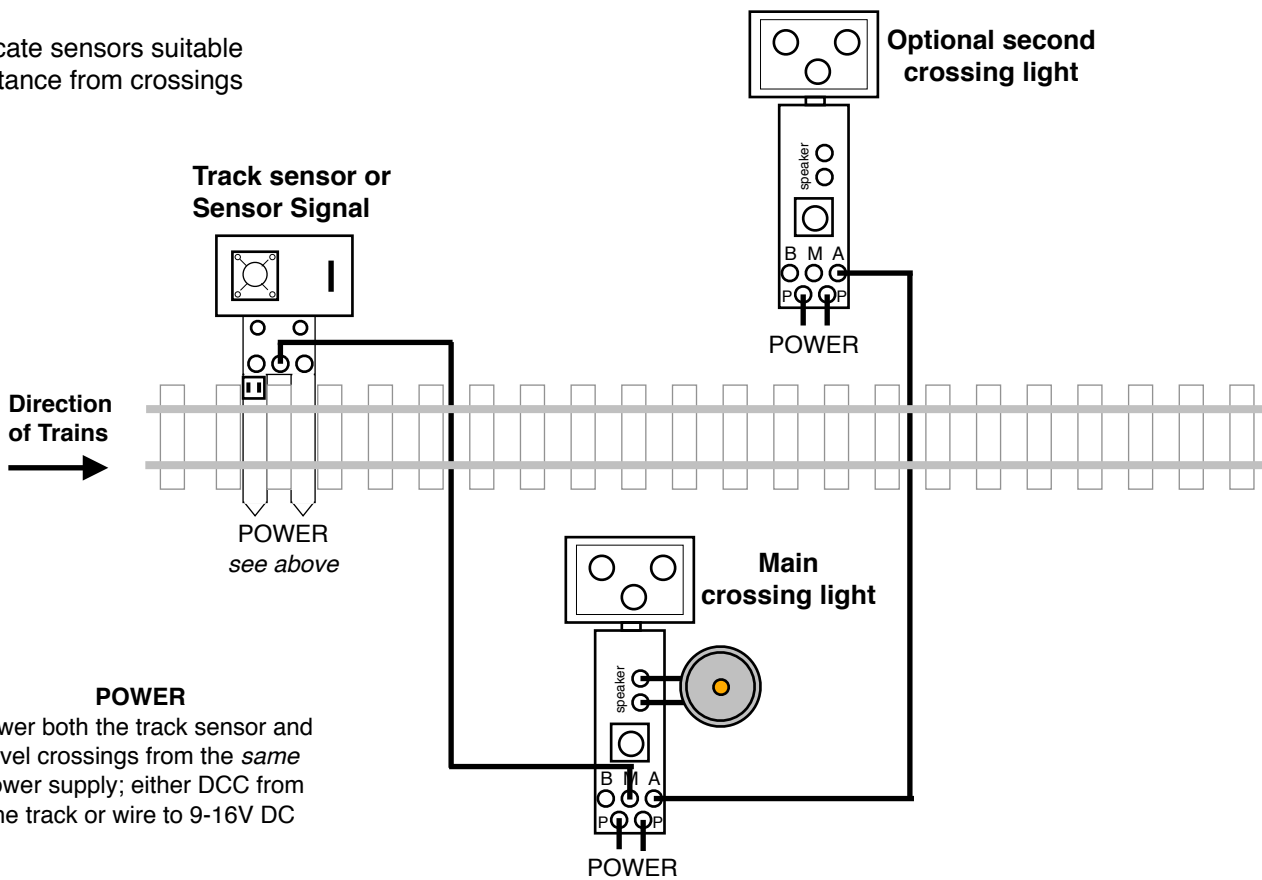 cate sensors suitable
tance from crossings
Optional second
crossing light
Track sensor or
Sensor Signal
speaker
B M A
P P
POWER
Direction
of Trains
POWER
see above
Main
crossing light
speaker
B M A
P P
POWER
POWER
wer both the track sensor and
vel crossings from the same
ower supply; either DCC from
he track or wire to 9-16V DC